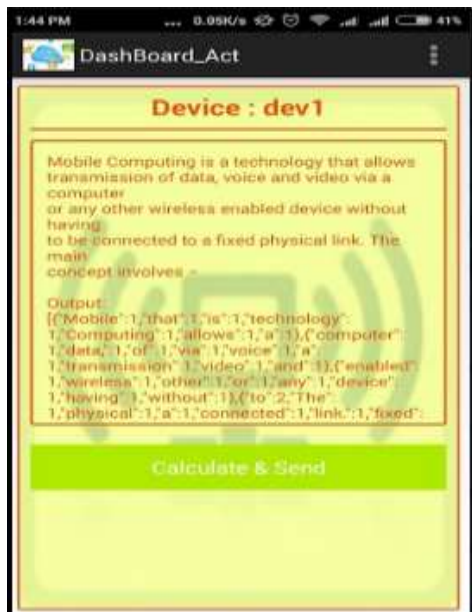 1:44 PM ... 0.05K/s 41%
DashBoard_Act
Device : dev1
Mobile Computing is a technology that allows
transmission of data, voice and video via a
computer
or any other wireless enabled device without
having
to be connected to a fixed physical link. The
main
concept involves –
Output:
[{"Mobile":1,"that":1,"is":1,"technology":
1,"Computing":1,"allows":1,"a":1},{"computer":
1,"data,":1,"of":1,"via":1,"voice":1,"a":
1,"transmission":1,"video":1,"and":1},{"enabled":
1,"wireless":1,"other":1,"or":1,"any":1,"device":
1,"having":1,"without":1},{"to":2,"The":
1,"physical":1,"a":1,"connected":1,"link.":1,"fixed":
Calculate & Send